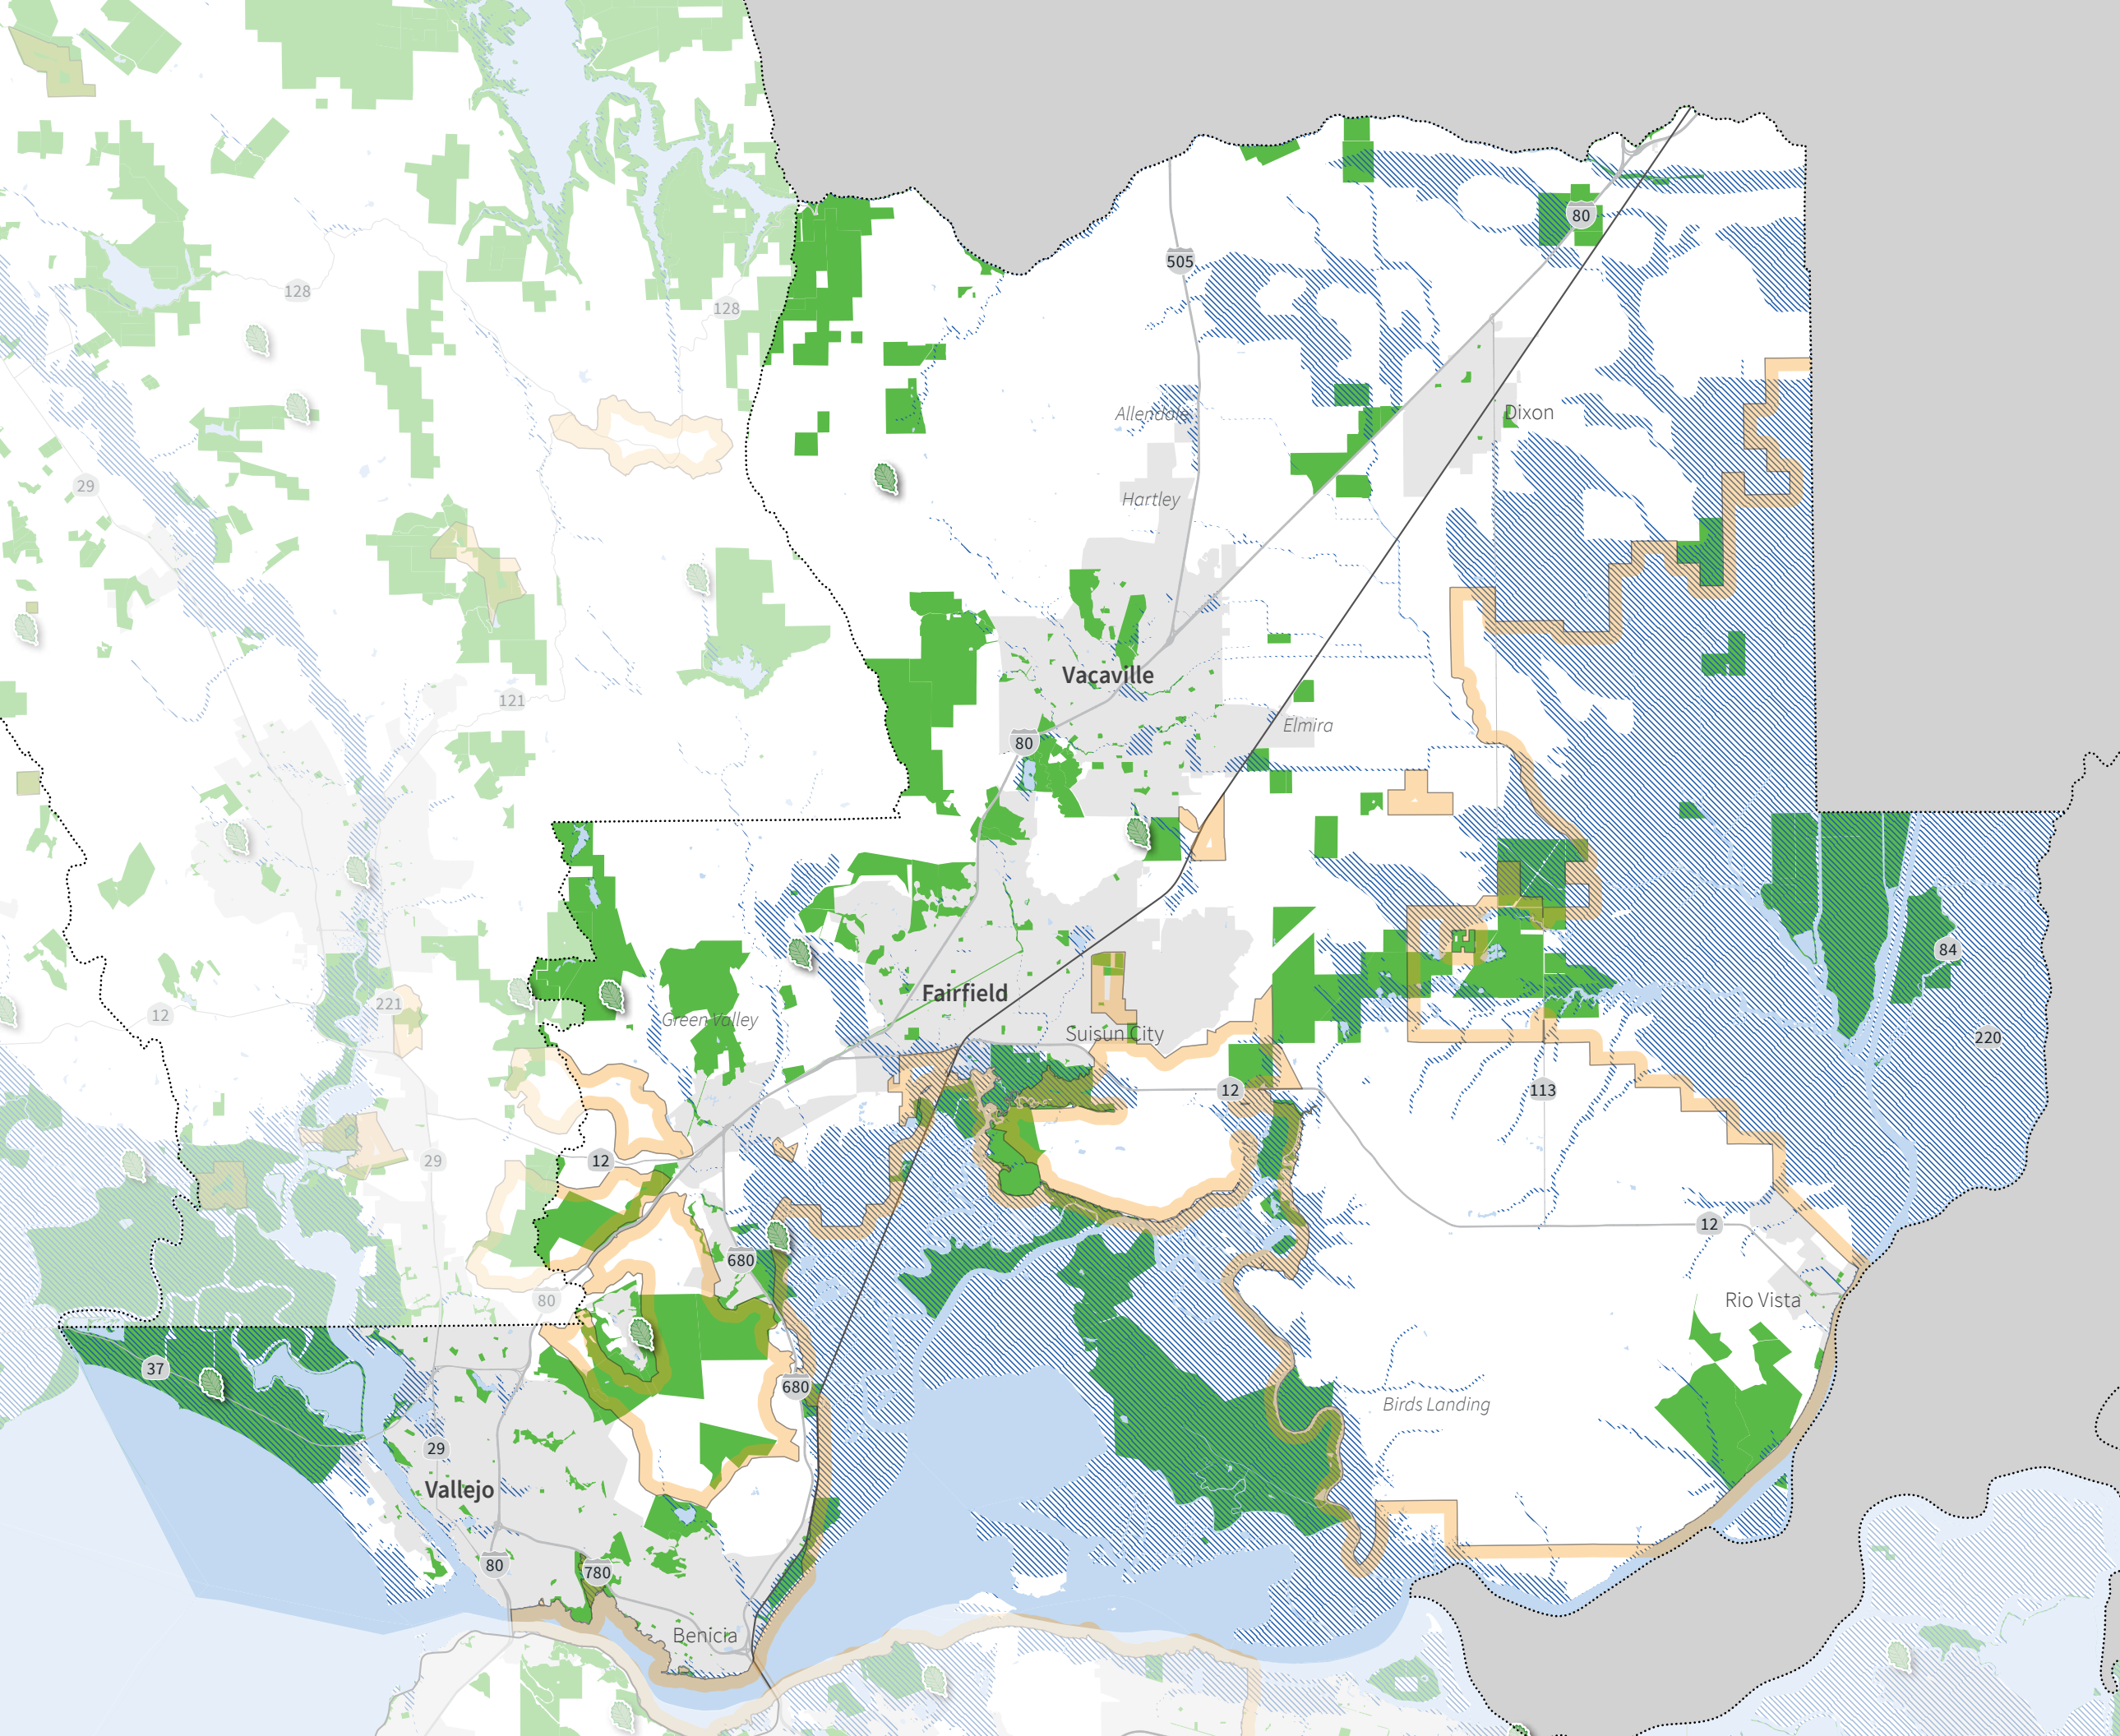 80
505
128
128
Allendale
Dixon
29
Hartley
Vacaville
121
Elmira
80
84
Fairfield
221
12
Green Valley
Suisun City
220
12
113
29
12
12
680
80
Rio Vista
37
680
Birds Landing
29
Vallejo
80
780
Benicia